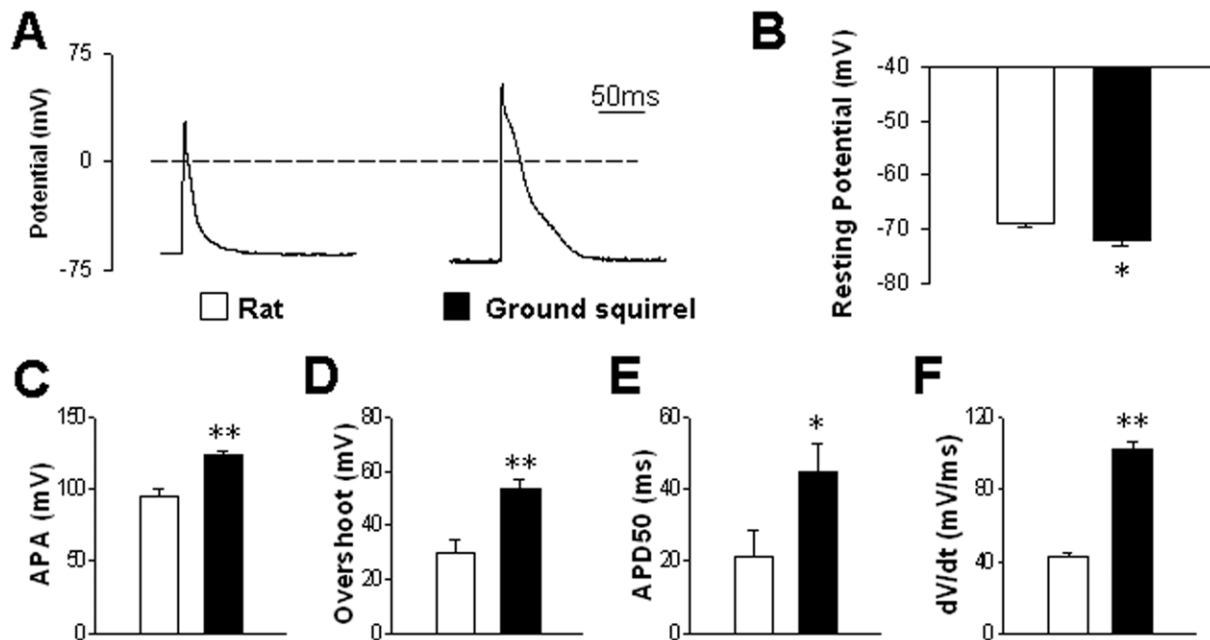 A
75
0
-75
Potential (mV)
50ms
Rat
Ground squirrel
B
-40
-50
-60
-70
-80
Resting Potential (mV)
*
C
150
100
50
0
APA (mV)
**
D
80
60
40
20
0
Overshoot (mV)
**
E
60
40
20
0
APD50 (ms)
*
F
120
80
40
0
dV/dt (mV/ms)
**